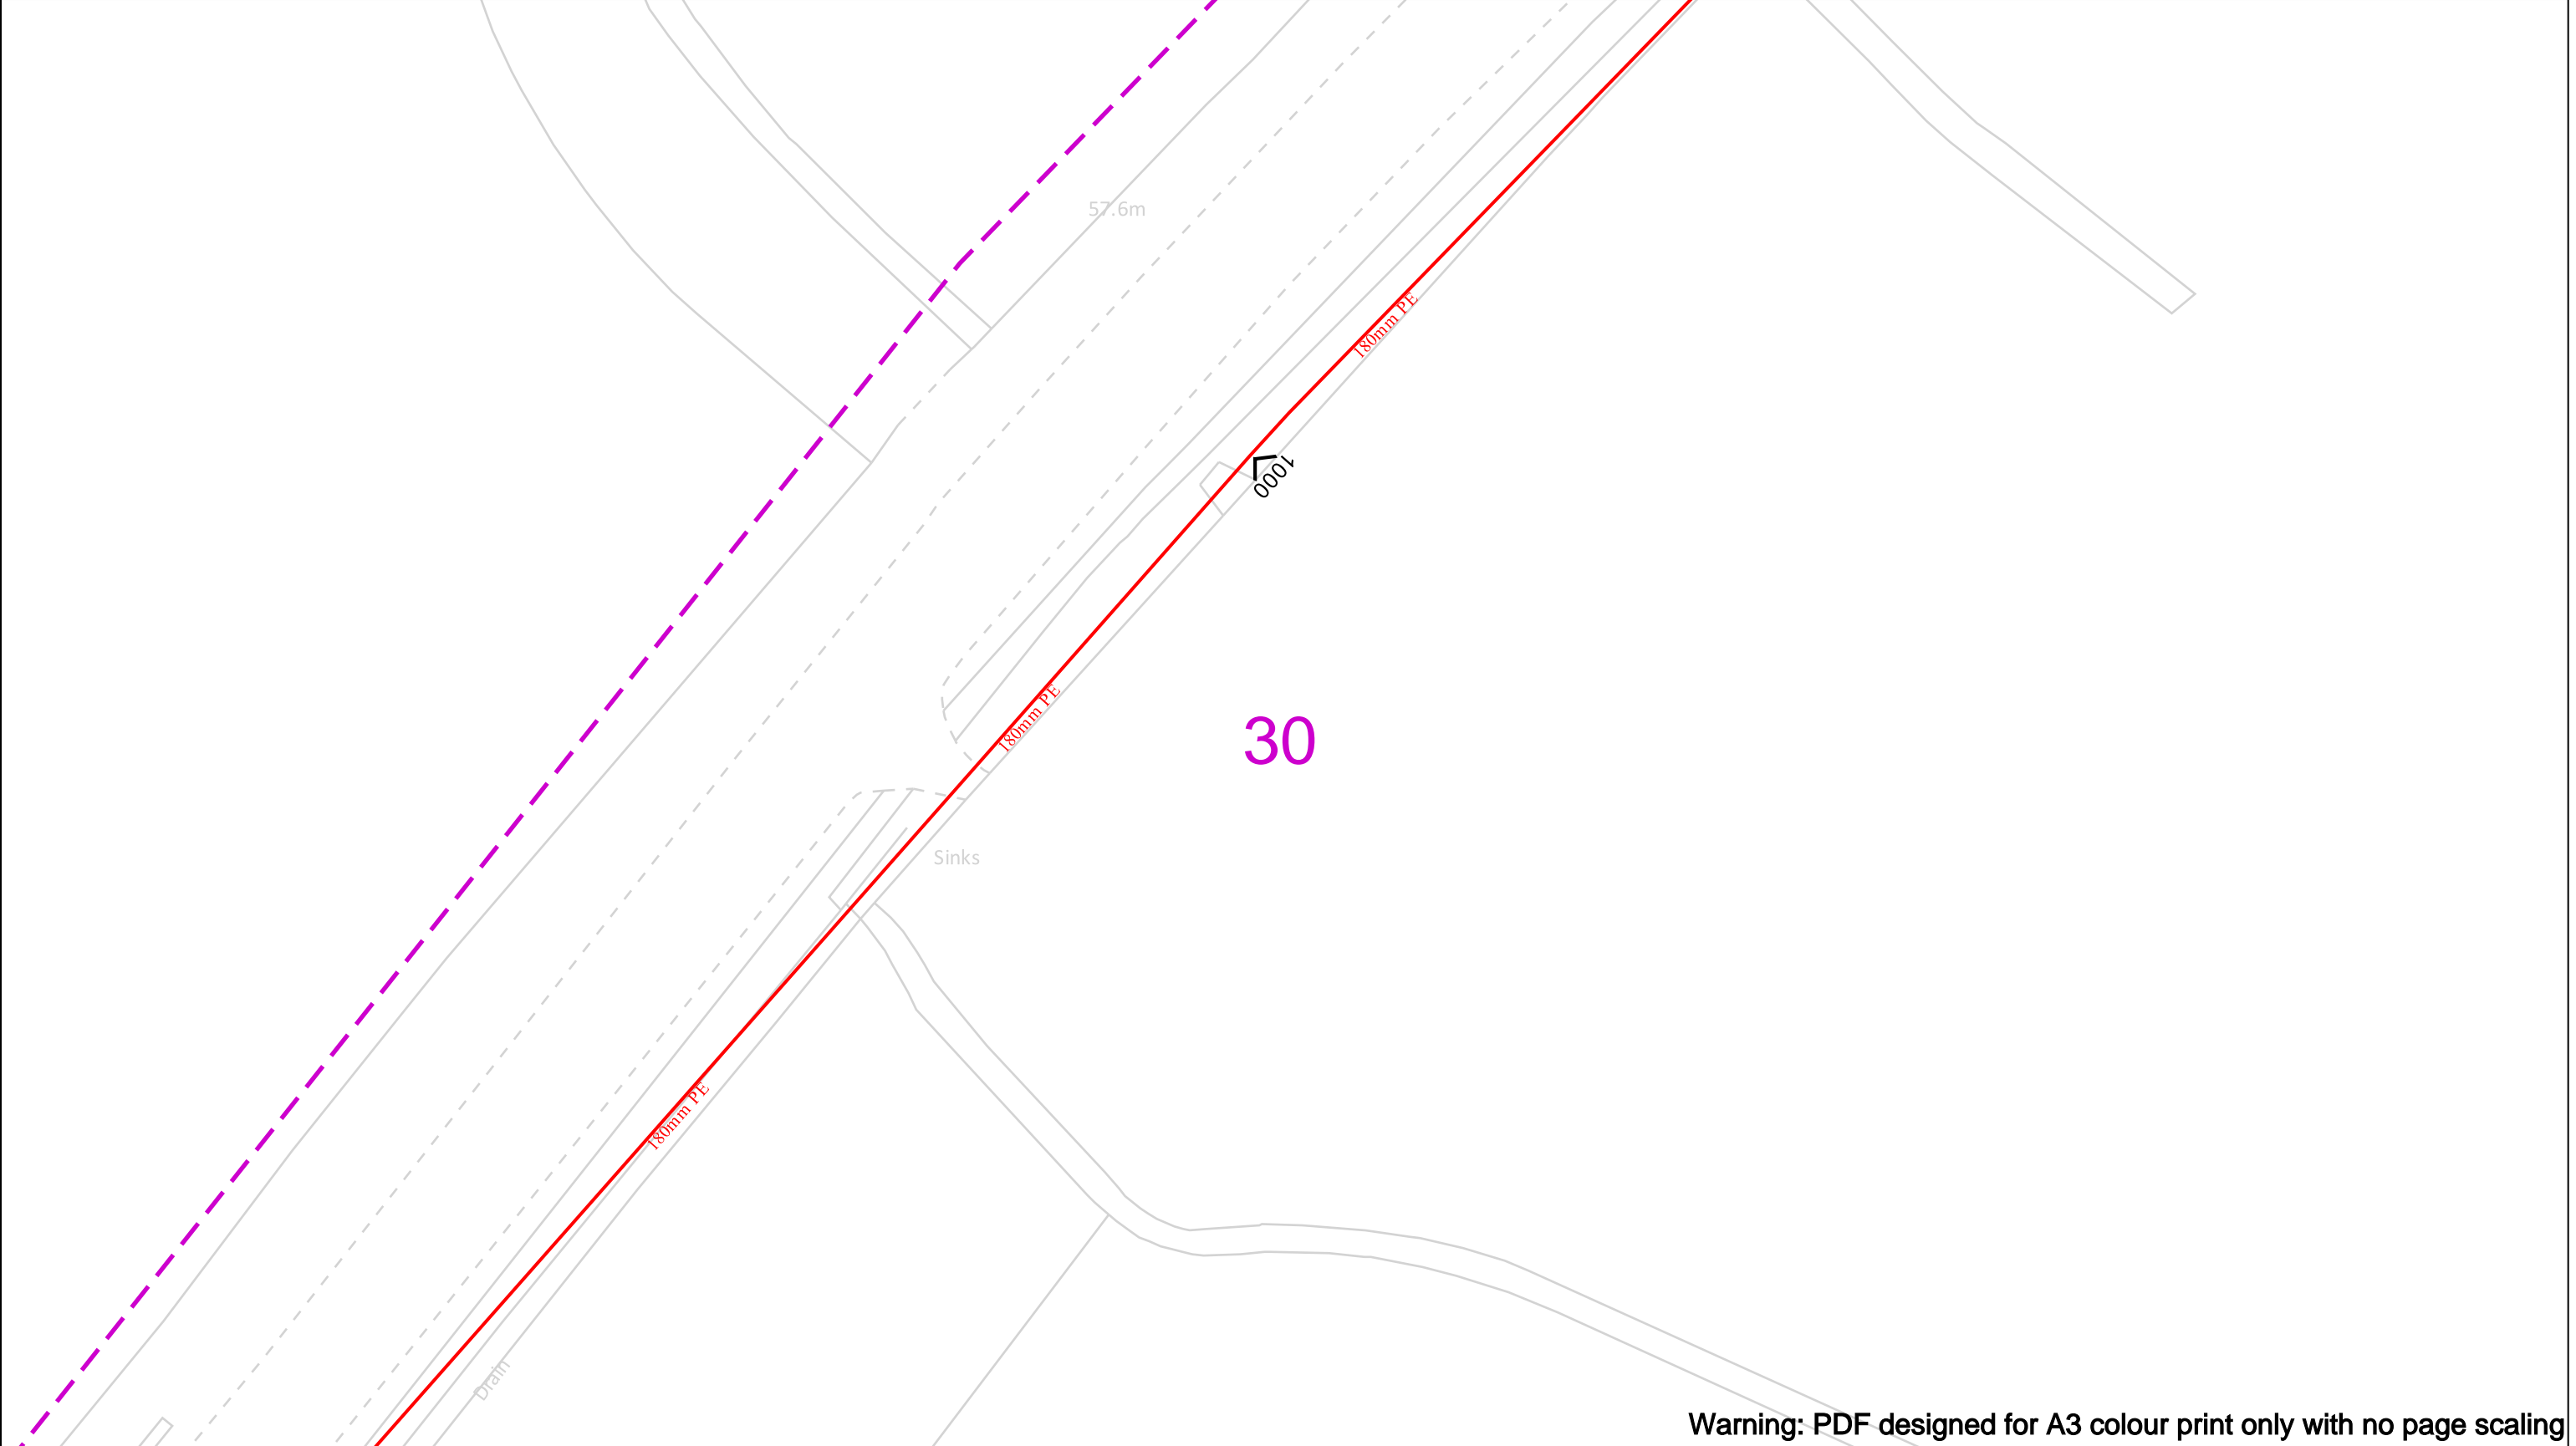 57.6m
180mm PE
1000
180mm PE
30
Sinks
180mm PE
Drain
Warning: PDF designed for A3 colour print only with no page scaling